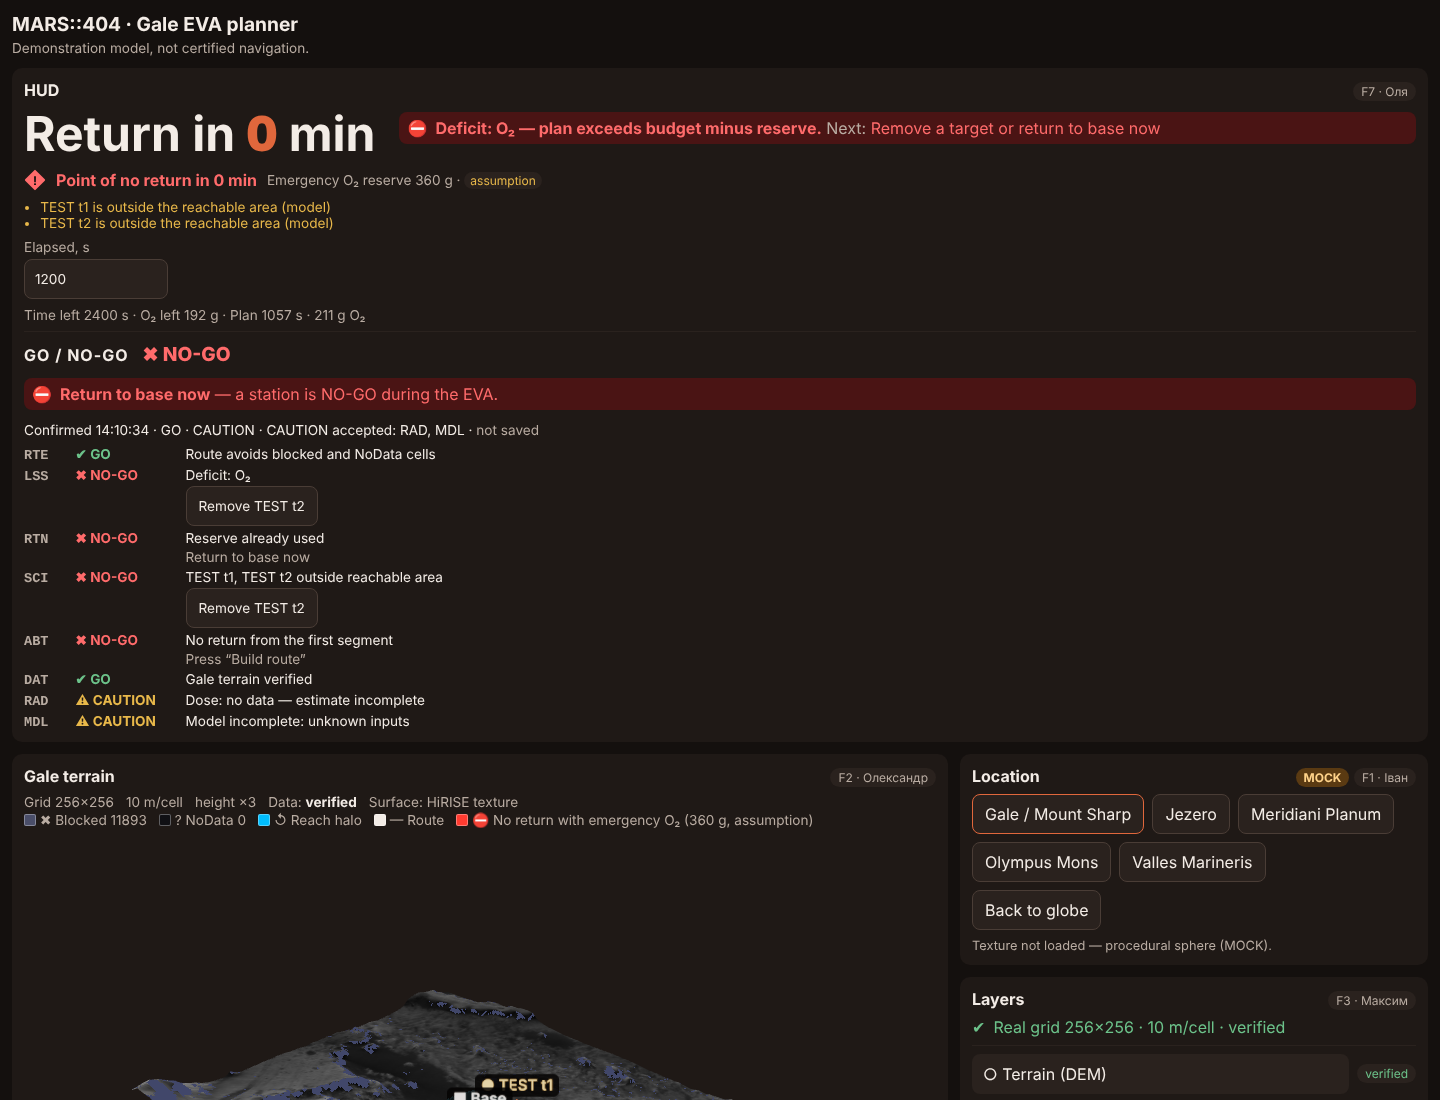 MARS::404 · Gale EVA planner
Demonstration model, not certified navigation.
HUD
F7 · Оля
Return in 0 min
Deficit: O₂ — plan exceeds budget minus reserve. Next: Remove a target or return to base now
Point of no return in 0 min Emergency O₂ reserve 360 g · assumption
• TEST t1 is outside the reachable area (model)
• TEST t2 is outside the reachable area (model)
Elapsed, s
1200
Time left 2400 s · O₂ left 192 g · Plan 1057 s · 211 g O₂
GO / NO-GO ✖ NO-GO
Return to base now — a station is NO-GO during the EVA.
Confirmed 14:10:34 · GO · CAUTION · CAUTION accepted: RAD, MDL · not saved
RTE ✔ GO Route avoids blocked and NoData cells
LSS ✖ NO-GO Deficit: O₂
Remove TEST t2
RTN ✖ NO-GO Reserve already used
Return to base now
SCI ✖ NO-GO TEST t1, TEST t2 outside reachable area
Remove TEST t2
ABT ✖ NO-GO No return from the first segment
Press “Build route”
DAT ✔ GO Gale terrain verified
RAD ⚠ CAUTION Dose: no data — estimate incomplete
MDL ⚠ CAUTION Model incomplete: unknown inputs
Gale terrain
F2 · Олександр
Grid 256×256 10 m/cell height ×3 Data: verified Surface: HiRISE texture
✖ Blocked 11893 ? NoData 0 ↺ Reach halo — Route ⛔ No return with emergency O₂ (360 g, assumption)
TEST t1
Base
Location
MOCK F1 · Іван
Gale / Mount Sharp Jezero Meridiani Planum
Olympus Mons Valles Marineris
Back to globe
Texture not loaded — procedural sphere (MOCK).
Layers
F3 · Максим
✔ Real grid 256×256 · 10 m/cell · verified
Terrain (DEM) verified